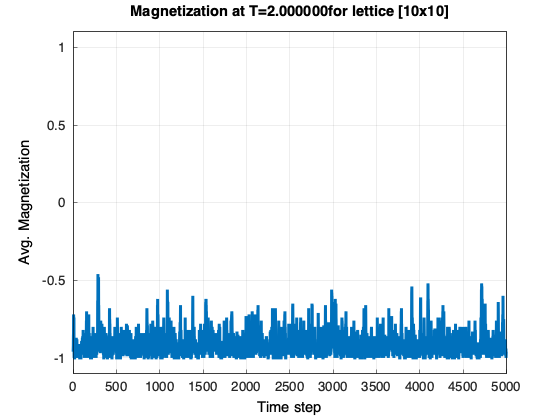 Magnetization at T=2.000000for lattice [10x10]
1
0.5
0
-0.5
-1
Avg. Magnetization
0 500 1000 1500 2000 2500 3000 3500 4000 4500 5000
Time step